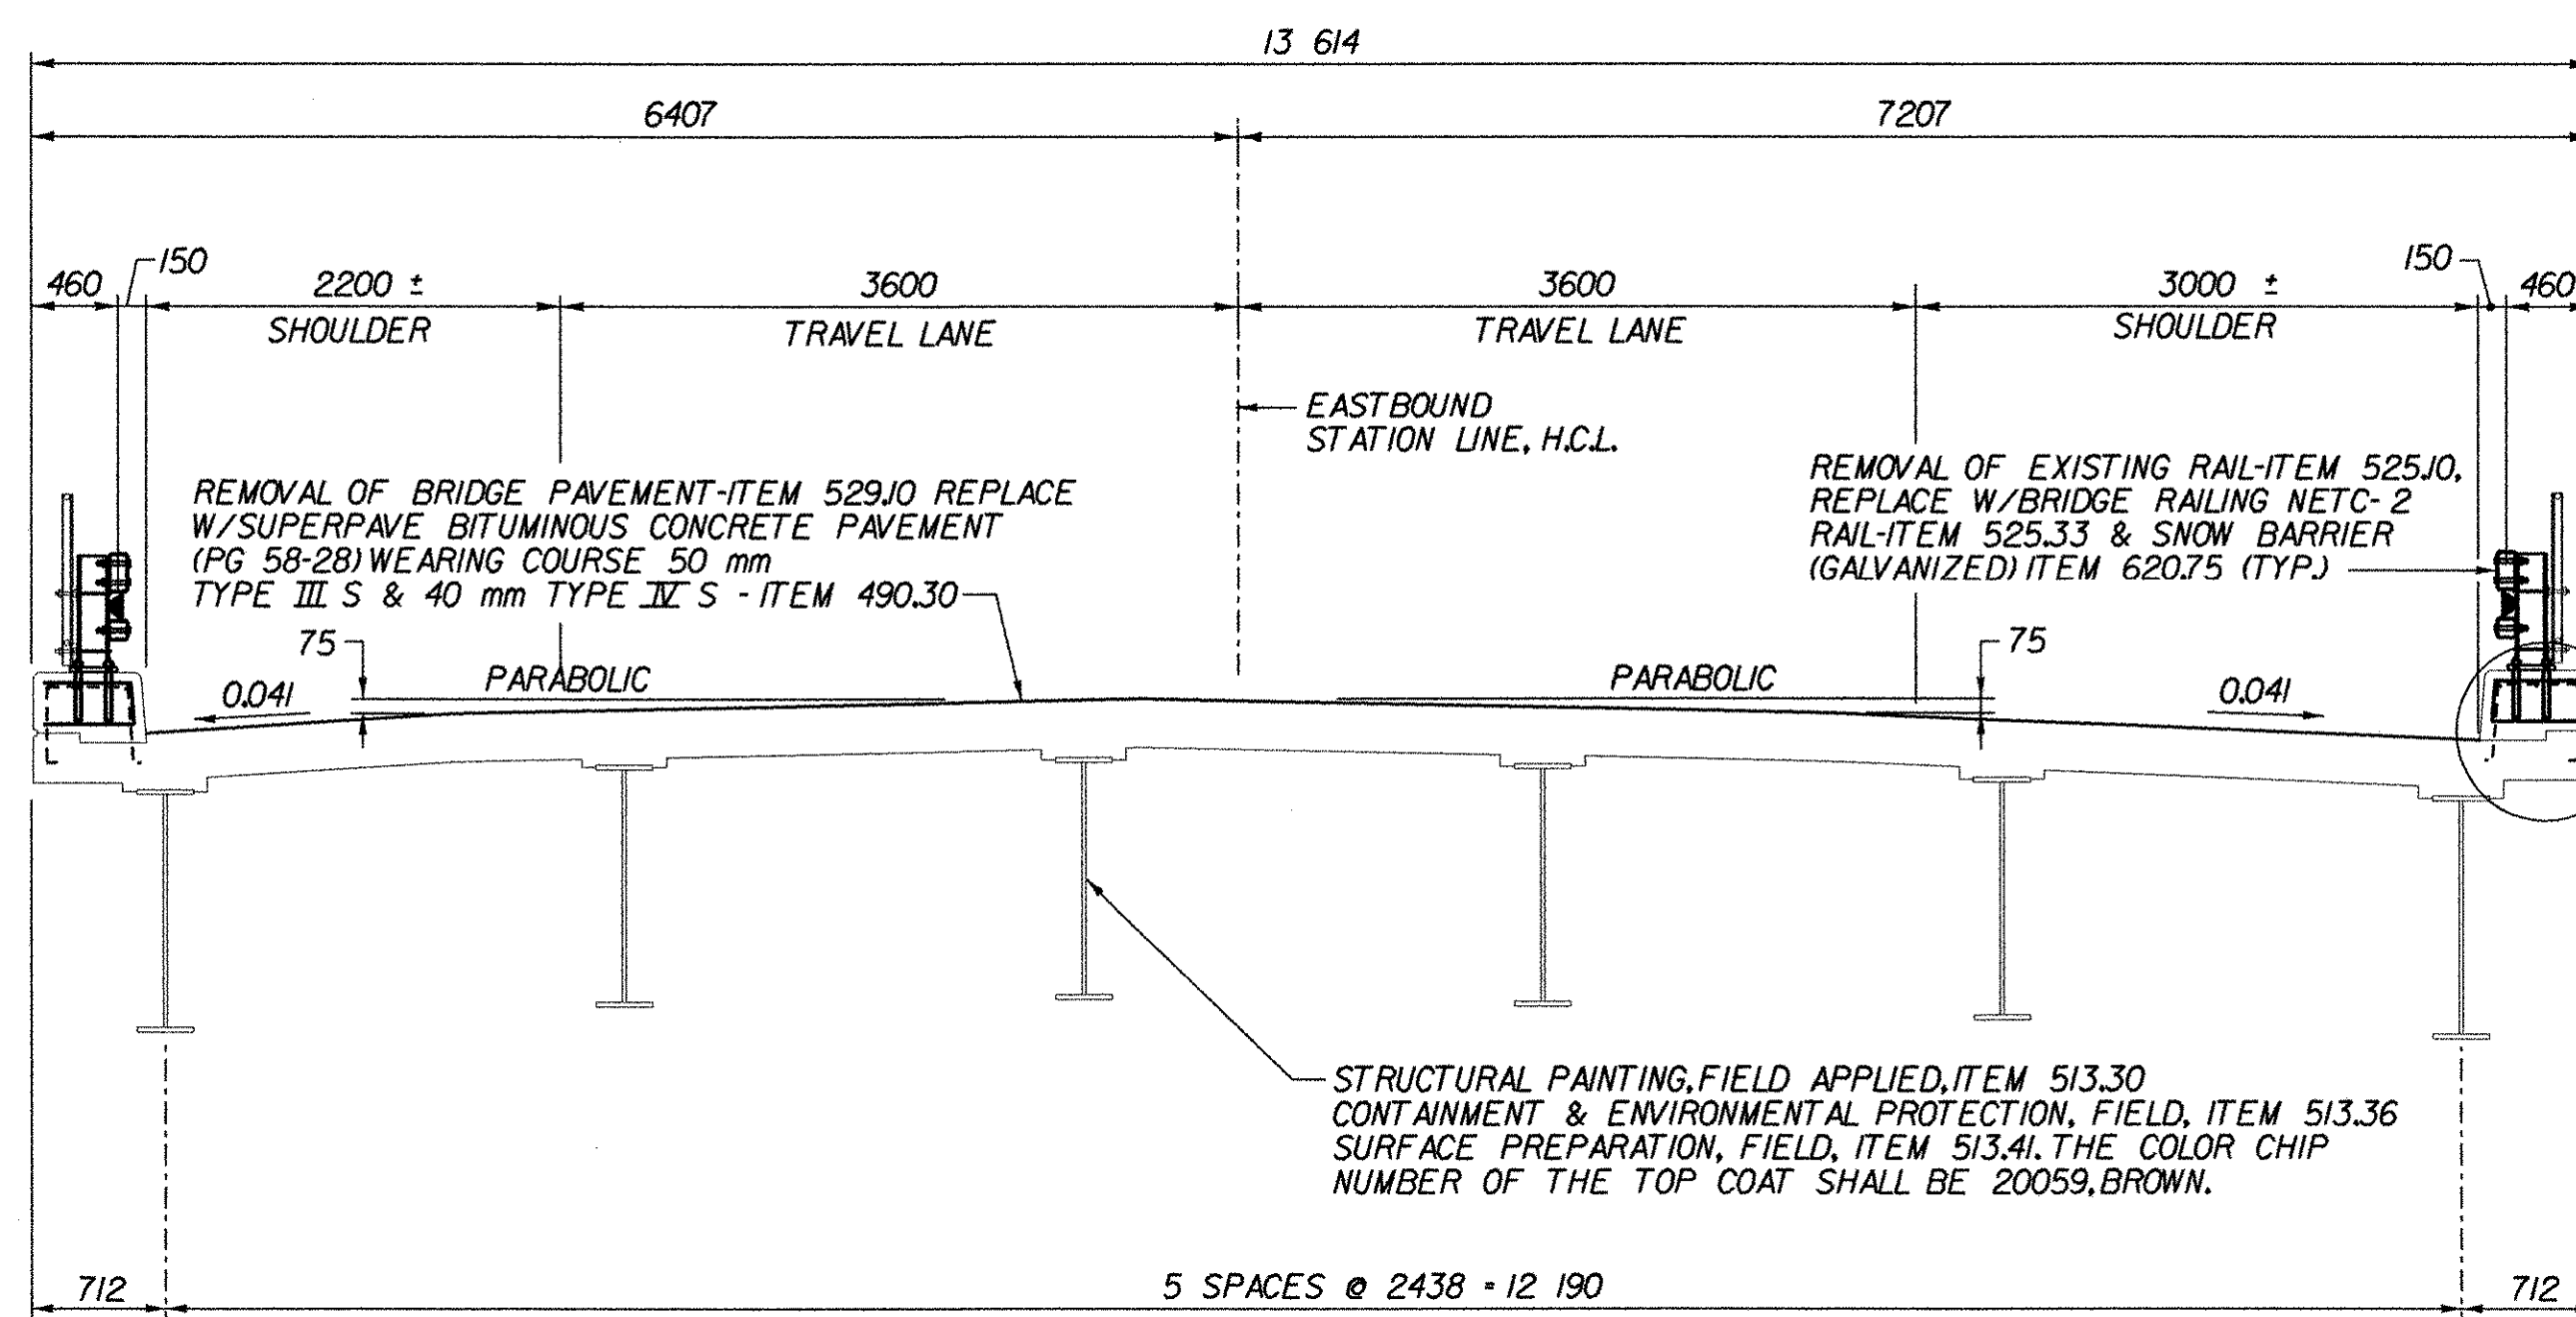 13 614
6407
7207
150
150
460
2200 ±
3600
3600
3000 ±
460
SHOULDER
TRAVEL LANE
TRAVEL LANE
SHOULDER
EASTBOUND
STATION LINE, H.C.L.
REMOVAL OF BRIDGE PAVEMENT-ITEM 529.10 REPLACE
W/SUPERPAVE BITUMINOUS CONCRETE PAVEMENT
(PG 58-28) WEARING COURSE 50 mm
TYPE III S & 40 mm TYPE IV S - ITEM 490.30
REMOVAL OF EXISTING RAIL-ITEM 525.10,
REPLACE W/BRIDGE RAILING NETC-2
RAIL-ITEM 525.33 & SNOW BARRIER
(GALVANIZED) ITEM 620.75 (TYP.)
75
75
PARABOLIC
PARABOLIC
0.041
0.041
STRUCTURAL PAINTING, FIELD APPLIED, ITEM 513.30
CONTAINMENT & ENVIRONMENTAL PROTECTION, FIELD, ITEM 513.36
SURFACE PREPARATION, FIELD, ITEM 513.41. THE COLOR CHIP
NUMBER OF THE TOP COAT SHALL BE 20059, BROWN.
712
5 SPACES @ 2438 = 12 190
712